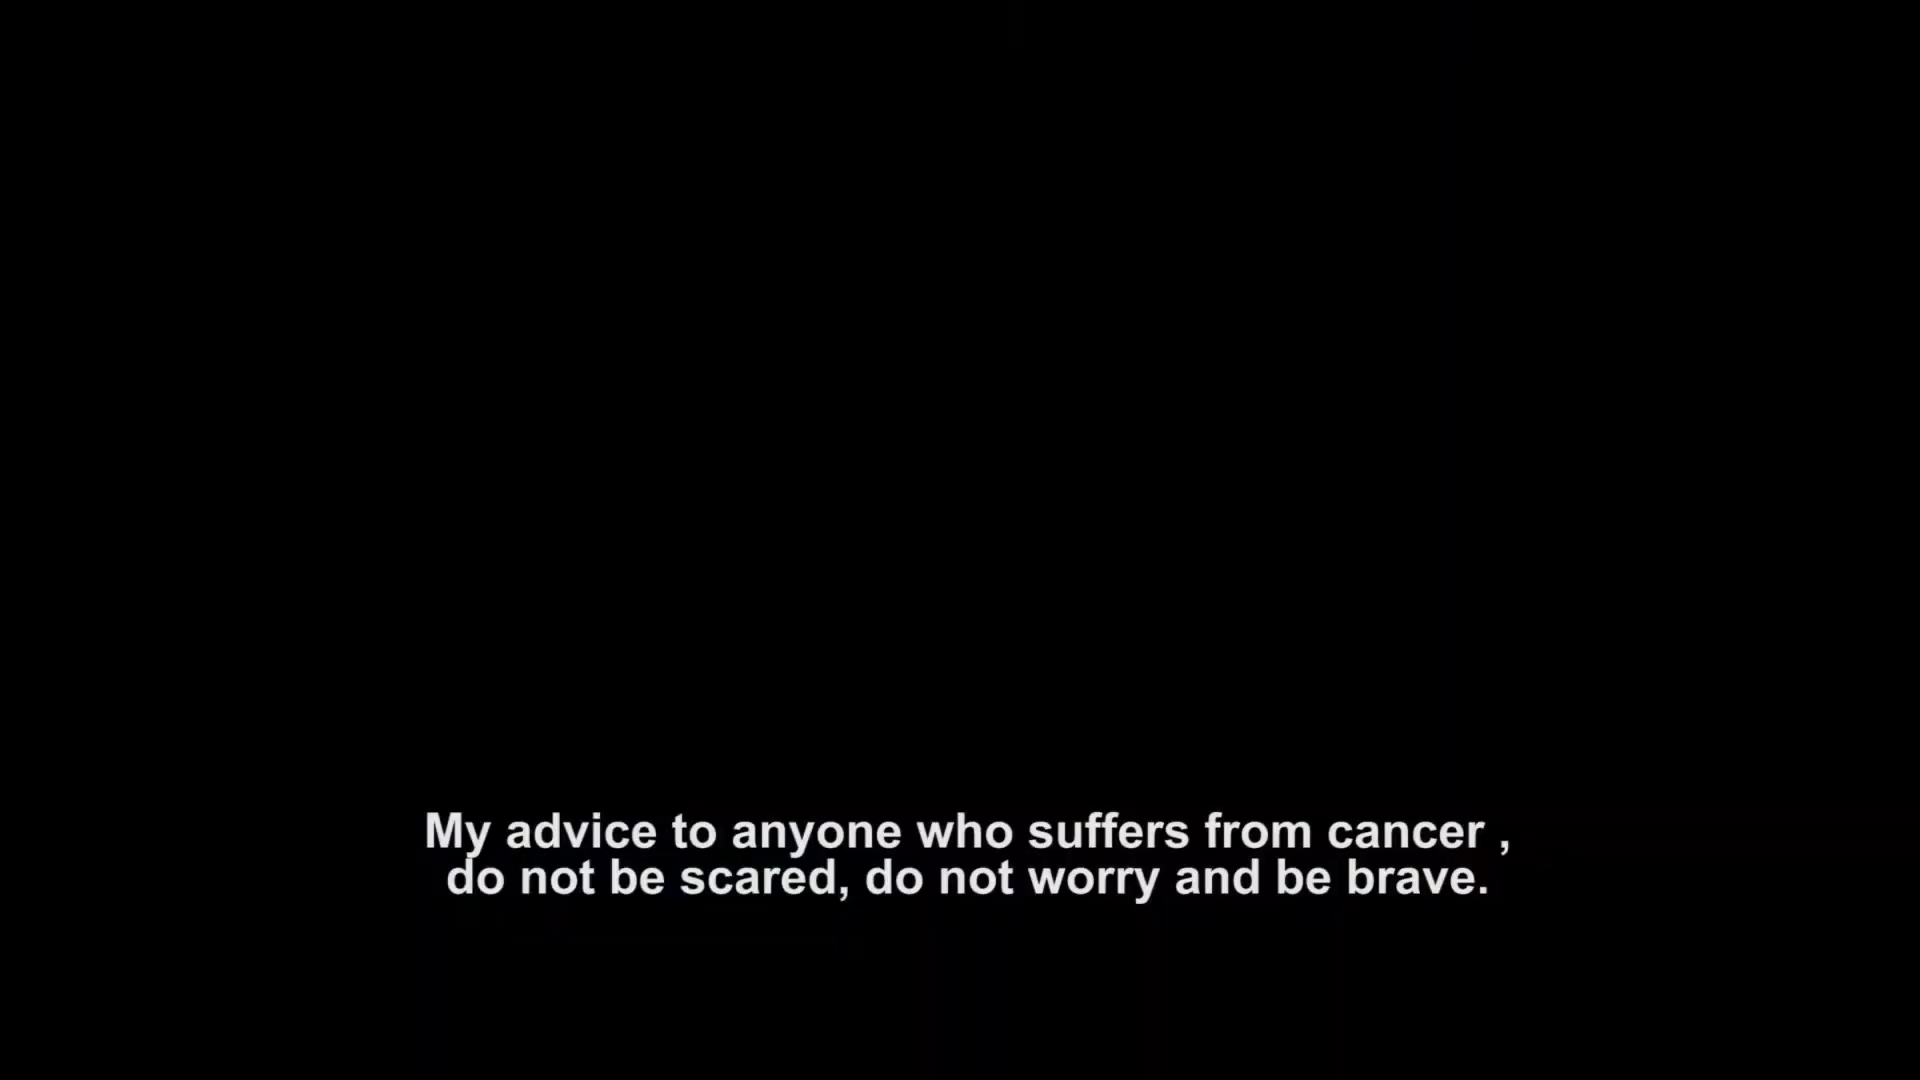 My advice to anyone who suffers from cancer ,
do not be scared, do not worry and be brave.